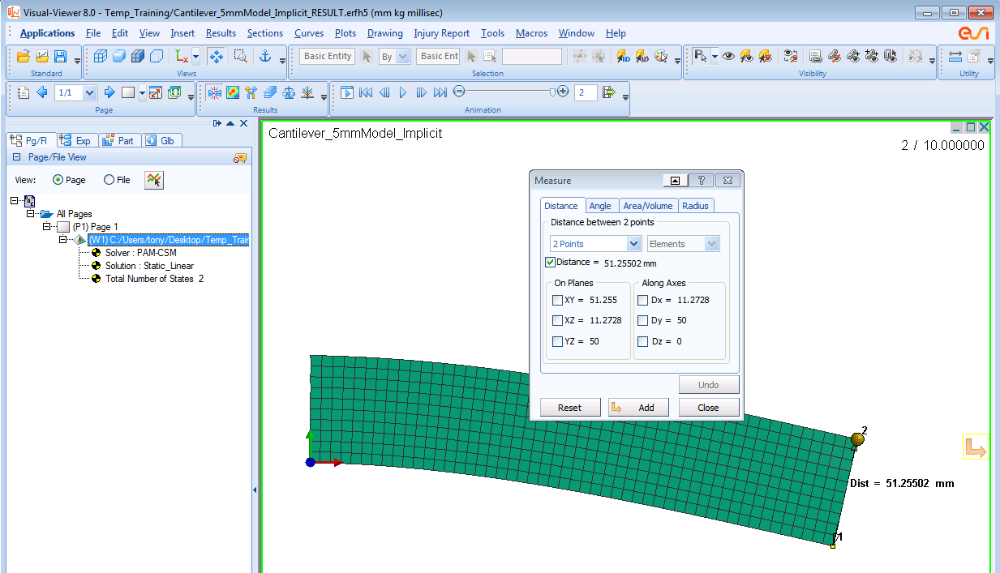 Visual-Viewer 8.0 - Temp_Training/Cantilever_5mmModel_Implicit_RESULT.erfh5 (mm kg millisec)
Applications File Edit View Insert Results Sections Curves Plots Drawing Injury Report Tools Macros Window Help
esi
Basic Entity By Basic Ent
Standard Views Selection Visibility Utility
1/1 2
Page Results Animation
Pg/Fl Exp Part Glb
Page/File View
View: Page File
All Pages
(P1) Page 1
(W1) C:/Users/tony/Desktop/Temp_Train
Solver : PAM-CSM
Solution : Static_Linear
Total Number of States 2
Cantilever_5mmModel_Implicit
2 / 10.000000
Measure
Distance Angle Area/Volume Radius
Distance between 2 points
2 Points Elements
Distance = 51.25502 mm
On Planes Along Axes
XY = 51.255 Dx = 11.2728
XZ = 11.2728 Dy = 50
YZ = 50 Dz = 0
Undo
Reset Add Close
2
Dist = 51.25502 mm
1